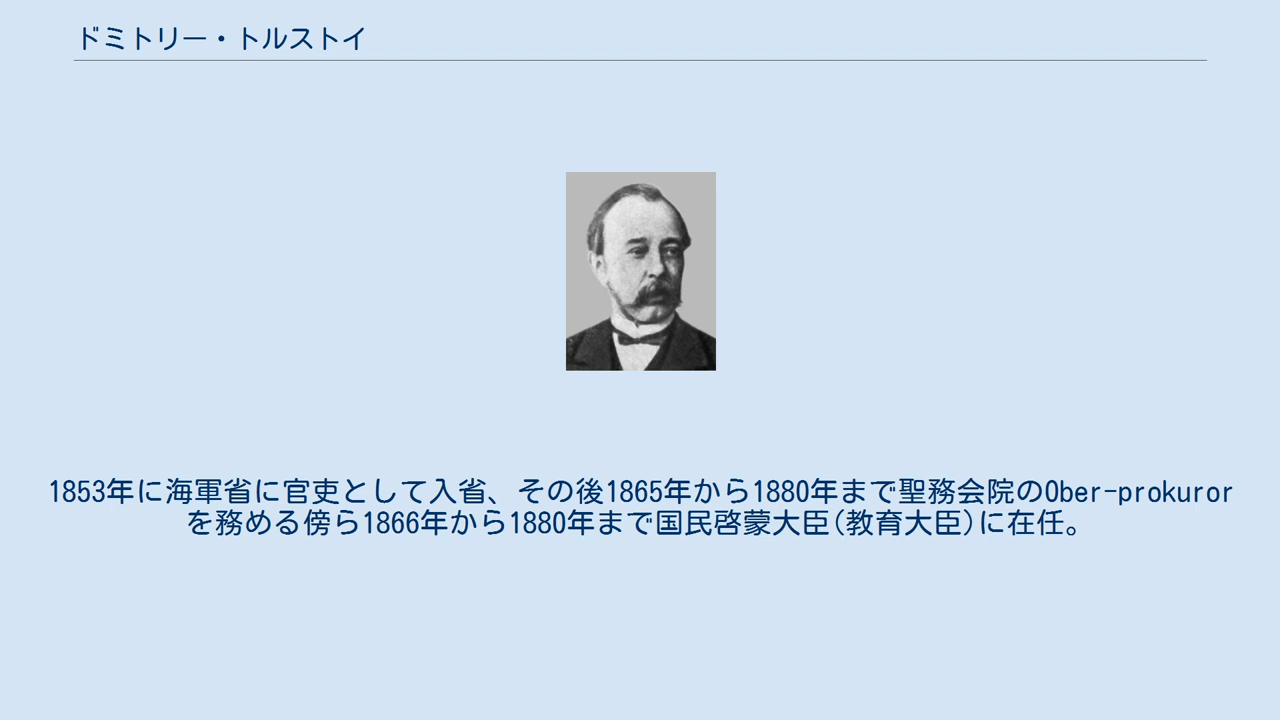 ドミトリー・トルストイ
1853年に海軍省に官吏として入省、その後1865年から1880年まで聖務会院のOber-prokuror
を務める傍ら1866年から1880年まで国民啓蒙大臣(教育大臣)に在任。